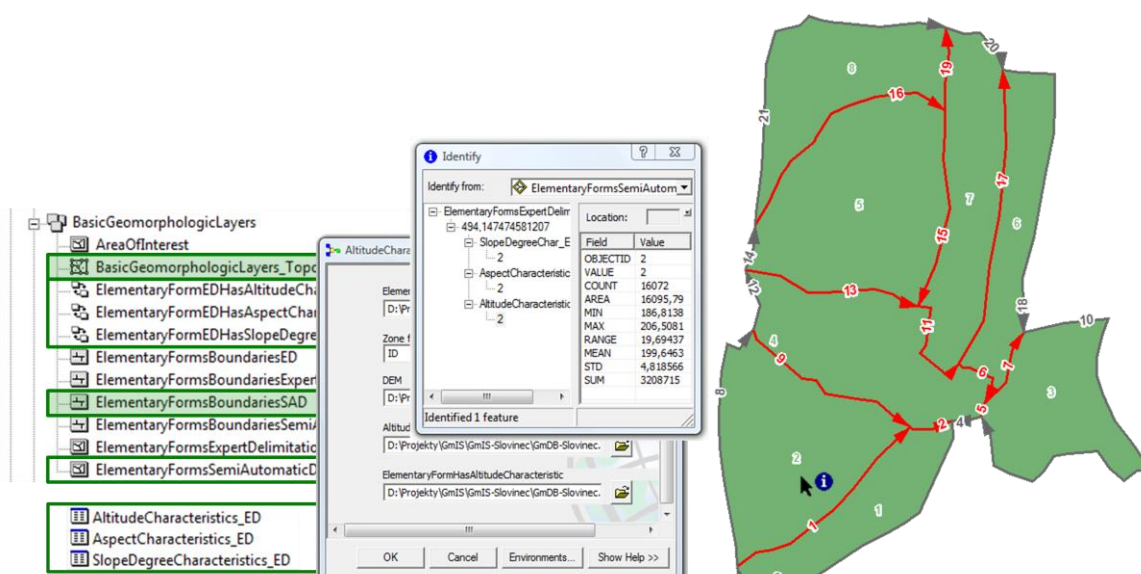 BasicGeomorphologicLayers
AreaOfInterest
BasicGeomorphologicLayers_Topo
ElementaryFormEDHasAltitudeCha
ElementaryFormEDHasAspectChar
ElementaryFormEDHasSlopeDegre
ElementaryFormsBoundariesED
ElementaryFormsBoundariesExpert
ElementaryFormsBoundariesSAD
ElementaryFormsBoundariesSemiA
ElementaryFormsExpertDelimitatio
ElementaryFormsSemiAutomaticD
AltitudeCharacteristics_ED
AspectCharacteristics_ED
SlopeDegreeCharacteristics_ED
AltitudeChara
Elemen
D:\Pr
Zone f
ID
DEM
D:\Pr
Altitud
D:\Projekty\GmIS\GmIS-Slovinec\GmDB-Slovinec.
ElementaryFormHasAltitudeCharacteristic
D:\Projekty\GmIS\GmIS-Slovinec\GmDB-Slovinec.
OK Cancel Environments... Show Help >>
Identify
Identify from: ElementaryFormsSemiAutom
ElementaryFormsExpertDelim
494,147474581207
SlopeDegreeChar_E
2
AspectCharacteristic
2
AltitudeCharacteristic
2
Location:
Field Value
OBJECTID 2
VALUE 2
COUNT 16072
AREA 16095,79
MIN 186,8138
MAX 206,5081
RANGE 19,69437
MEAN 199,6463
STD 4,818566
SUM 3208715
Identified 1 feature
20
19
8
16
21
17
5
7
6
15
14
13
12
18
10
11
4
9
6
7
3
8
5
2
4
2
1
1